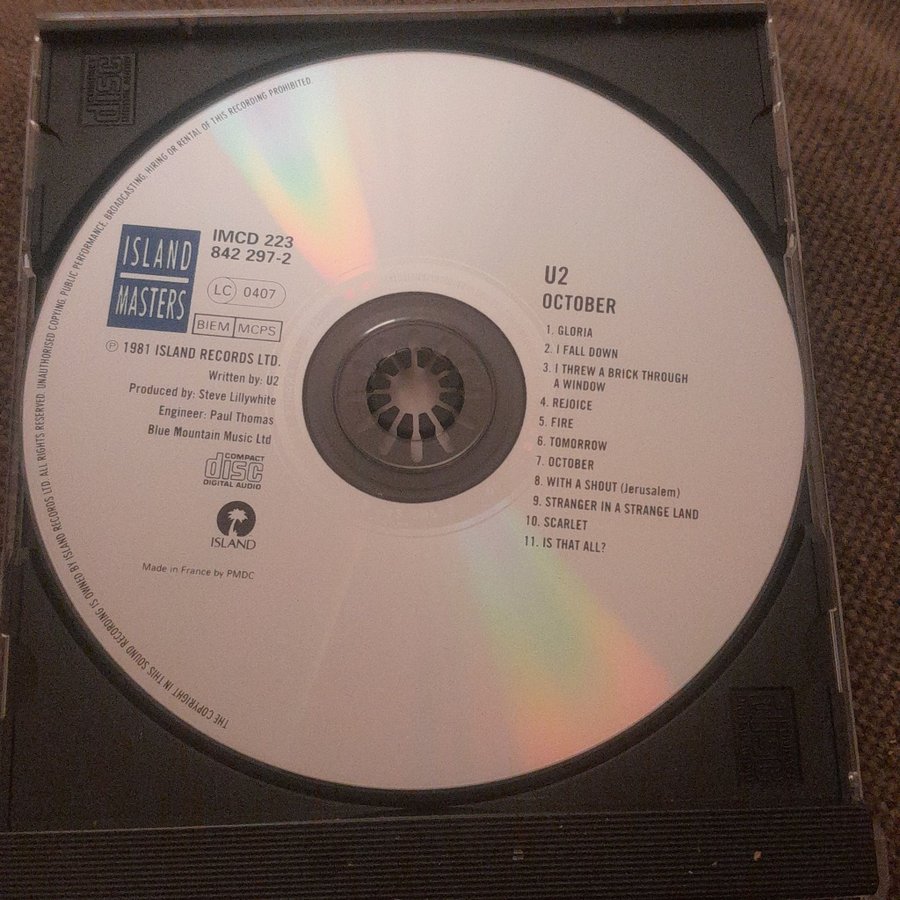 THE COPYRIGHT IN THIS SOUND RECORDING IS OWNED BY ISLAND RECORDS LTD. ALL RIGHTS RESERVED. UNAUTHORISED COPYING, PUBLIC PERFORMANCE, BROADCASTING, HIRING OR RENTAL OF THIS RECORDING PROHIBITED.
ISLAND
MASTERS
IMCD 223
842 297-2
LC 0407
BIEM MCPS
℗ 1981 ISLAND RECORDS LTD.
Written by: U2
Produced by: Steve Lillywhite
Engineer: Paul Thomas
Blue Mountain Music Ltd
COMPACT
disc
DIGITAL AUDIO
ISLAND
Made in France by PMDC
U2
OCTOBER
1. GLORIA
2. I FALL DOWN
3. I THREW A BRICK THROUGH
A WINDOW
4. REJOICE
5. FIRE
6. TOMORROW
7. OCTOBER
8. WITH A SHOUT (Jerusalem)
9. STRANGER IN A STRANGE LAND
10. SCARLET
11. IS THAT ALL?
disc